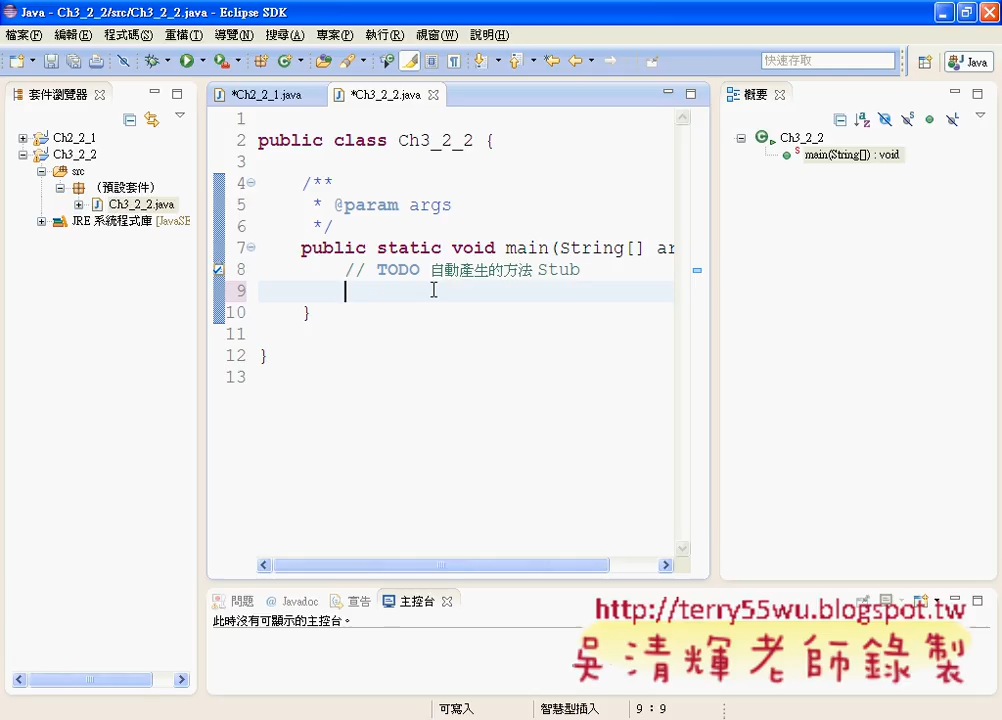 Java - Ch3_2_2/src/Ch3_2_2.java - Eclipse SDK
檔案(F) 編輯(E) 程式碼(S) 重構(T) 導覽(N) 搜尋(A) 專案(P) 執行(R) 視窗(W) 說明(H)
快速存取
Java
套件瀏覽器
Ch2_2_1
Ch3_2_2
src
(預設套件)
Ch3_2_2.java
JRE 系統程式庫 [JavaSE
*Ch2_2_1.java
*Ch3_2_2.java
1
2 public class Ch3_2_2 {
3
4 /**
5 * @param args
6 */
7 public static void main(String[] ar
8 // TODO 自動產生的方法 Stub
9
10 }
11
12 }
13
概要
Ch3_2_2
main(String[]) : void
問題 @ Javadoc 宣告 主控台
此時沒有可顯示的主控台。
http://terry55wu.blogspot.tw
吳清輝老師錄製
可寫入 智慧型插入 9 : 9